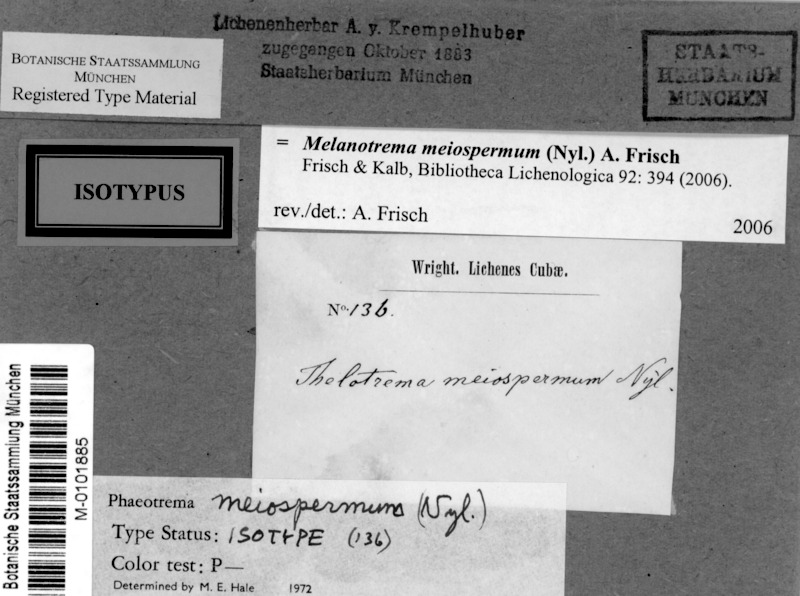 Lichenenherbar A. v. Krempelhuber
zugegangen Oktober 1883
Staatsherbarium München
STAATS-
HERBARIUM
MÜNCHEN
BOTANISCHE STAATSSAMMLUNG
MÜNCHEN
Registered Type Material
ISOTYPUS
= Melanotrema meiospermum (Nyl.) A. Frisch
Frisch & Kalb, Bibliotheca Lichenologica 92: 394 (2006).
rev./det.: A. Frisch
2006
Wright. Lichenes Cubæ.
No. 136.
Thelotrema meiospermum Nyl.
Botanische Staatssammlung München
M-0101885
Phaeotrema meiospermum (Nyl.)
Type Status: ISOTYPE (136)
Color test: P—
Determined by M. E. Hale 1972